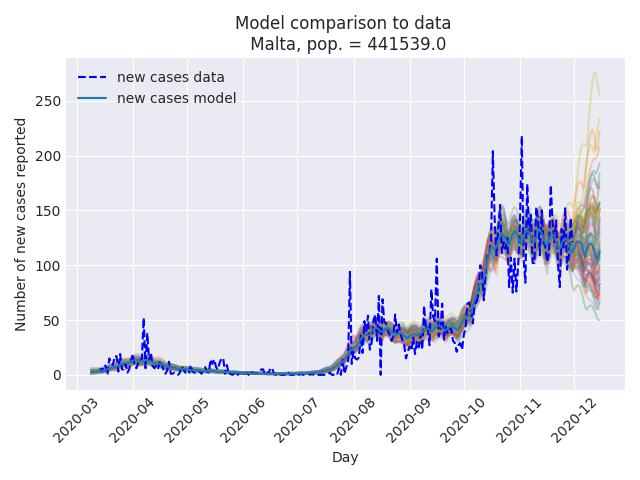 Model comparison to data
Malta, pop. = 441539.0
new cases data
new cases model
Number of new cases reported
250
200
150
100
50
0
2020-03
2020-04
2020-05
2020-06
2020-07
2020-08
2020-09
2020-10
2020-11
2020-12
Day